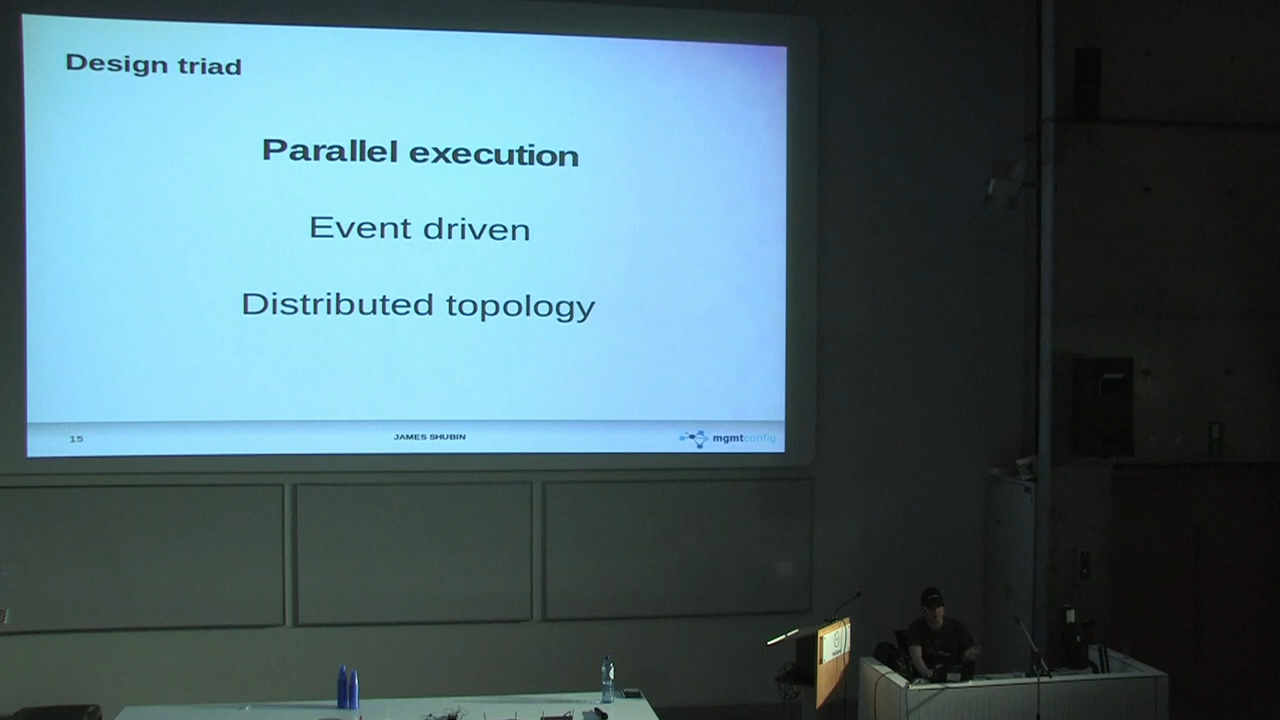 Design triad
Parallel execution
Event driven
Distributed topology
15
JAMES SHUBIN
mgmtconfig